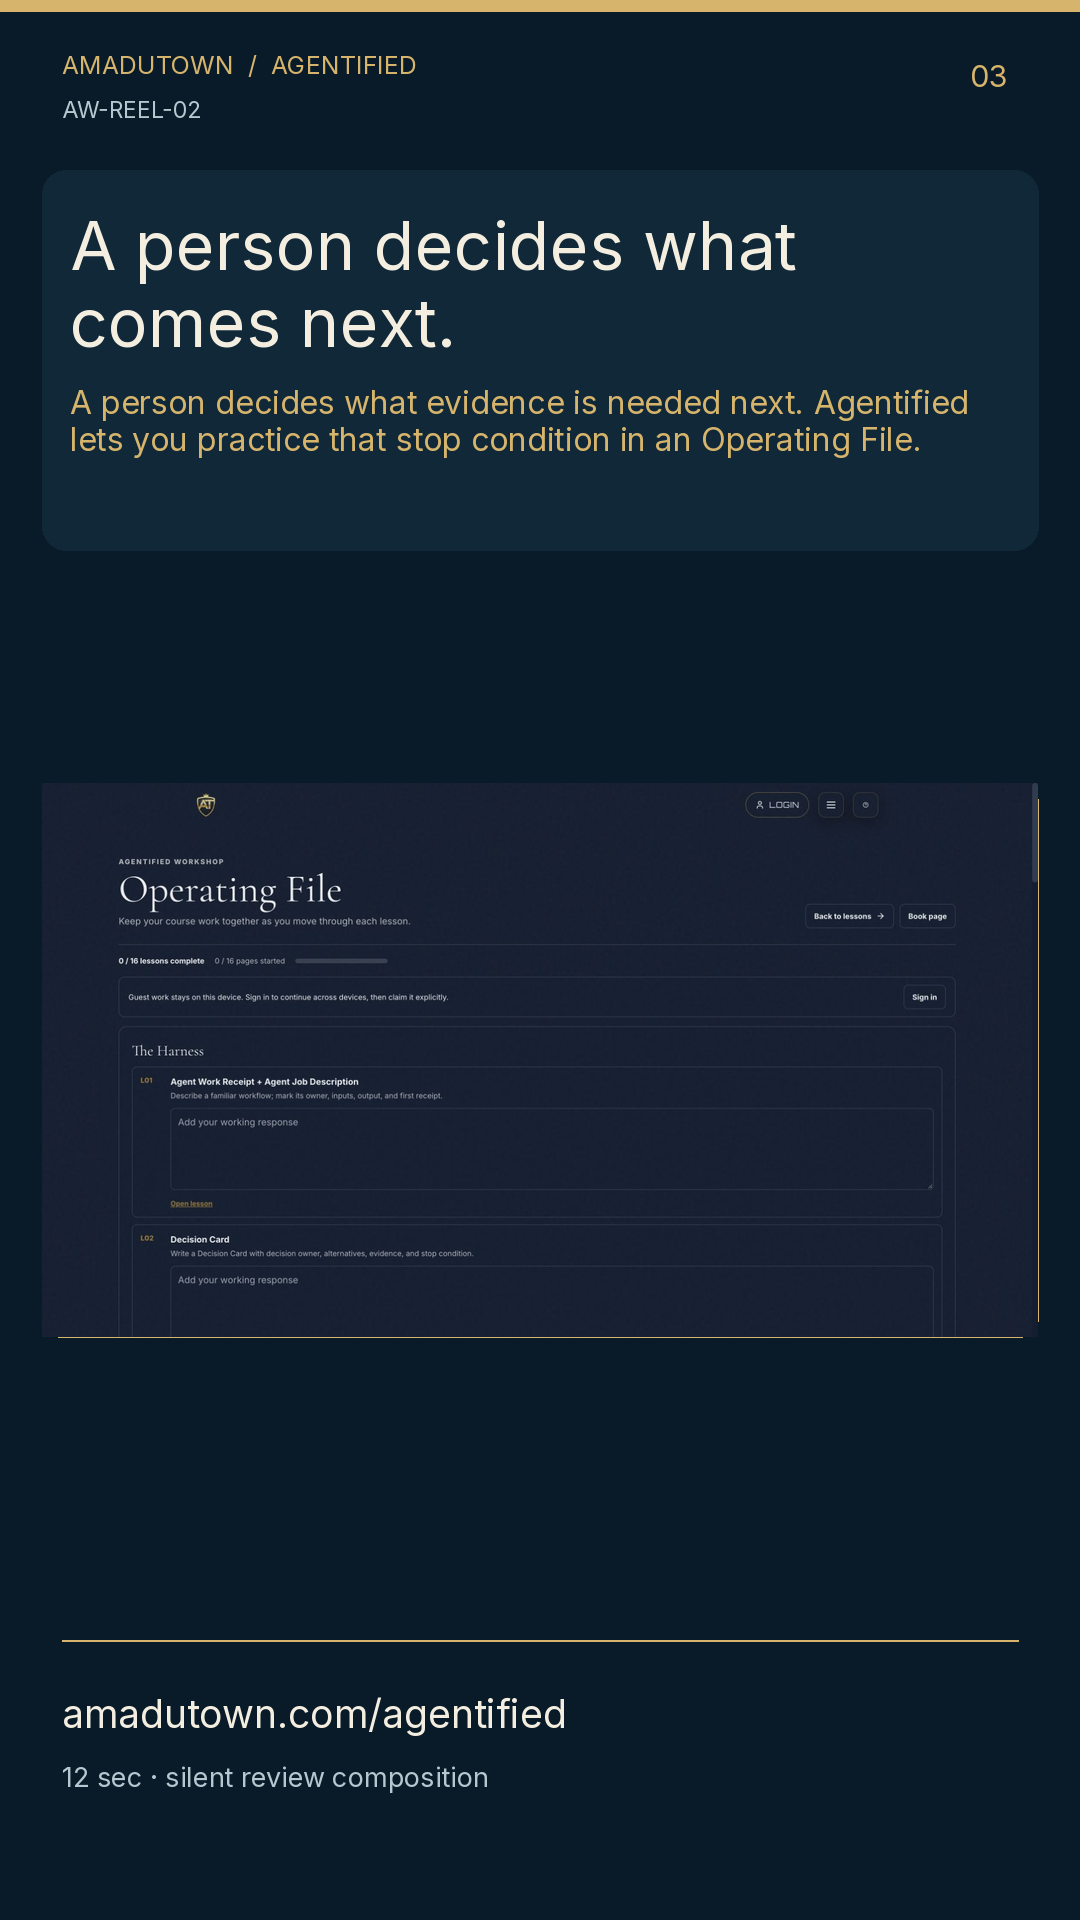 AMADUTOWN / AGENTIFIED
03
AW-REEL-02
A person decides what
comes next.
A person decides what evidence is needed next. Agentified
lets you practice that stop condition in an Operating File.
AT
LOGIN
AGENTIFIED WORKSHOP
Operating File
Keep your course work together as you move through each lesson.
Back to lessons →
Book page
0 / 16 lessons complete 0 / 16 pages started
Guest work stays on this device. Sign in to continue across devices, then claim it explicitly.
Sign in
The Harness
L01
Agent Work Receipt + Agent Job Description
Describe a familiar workflow; mark its owner, inputs, output, and first receipt.
Add your working response
Open lesson
L02
Decision Card
Write a Decision Card with decision owner, alternatives, evidence, and stop condition.
Add your working response
amadutown.com/agentified
12 sec · silent review composition